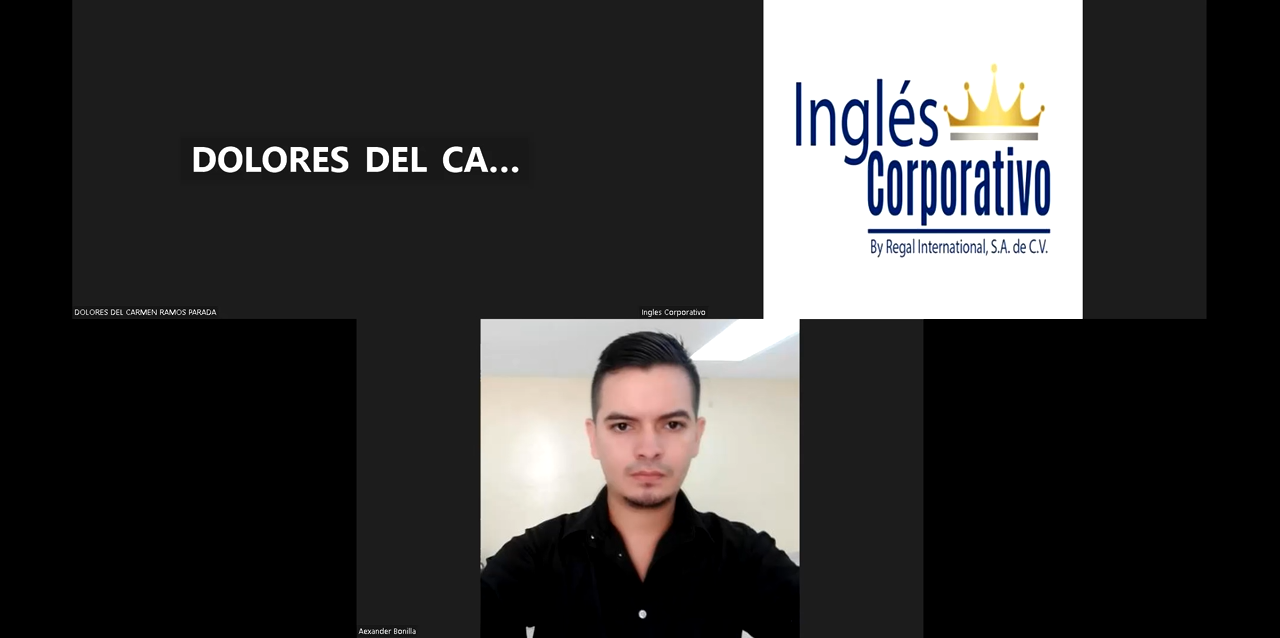 DOLORES DEL CA...
Inglés
Corporativo
By Regal International, S.A. de C.V.
DOLORES DEL CARMEN RAMOS PARADA
Ingles Corporativo
Aexander Bonilla